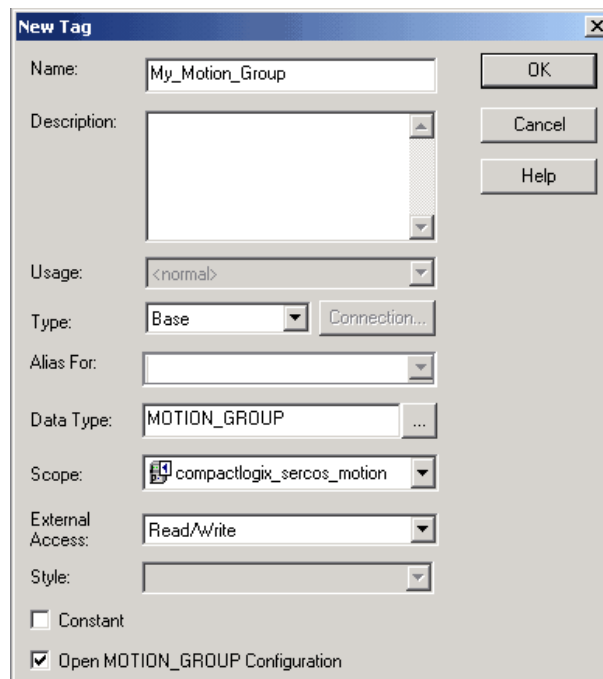 New Tag
Name: My_Motion_Group OK
Description: Cancel
Help
Usage: <normal>
Type: Base Connection...
Alias For:
Data Type: MOTION_GROUP ...
Scope: compactlogix_sercos_motion
External
Access: Read/Write
Style:
Constant
Open MOTION_GROUP Configuration